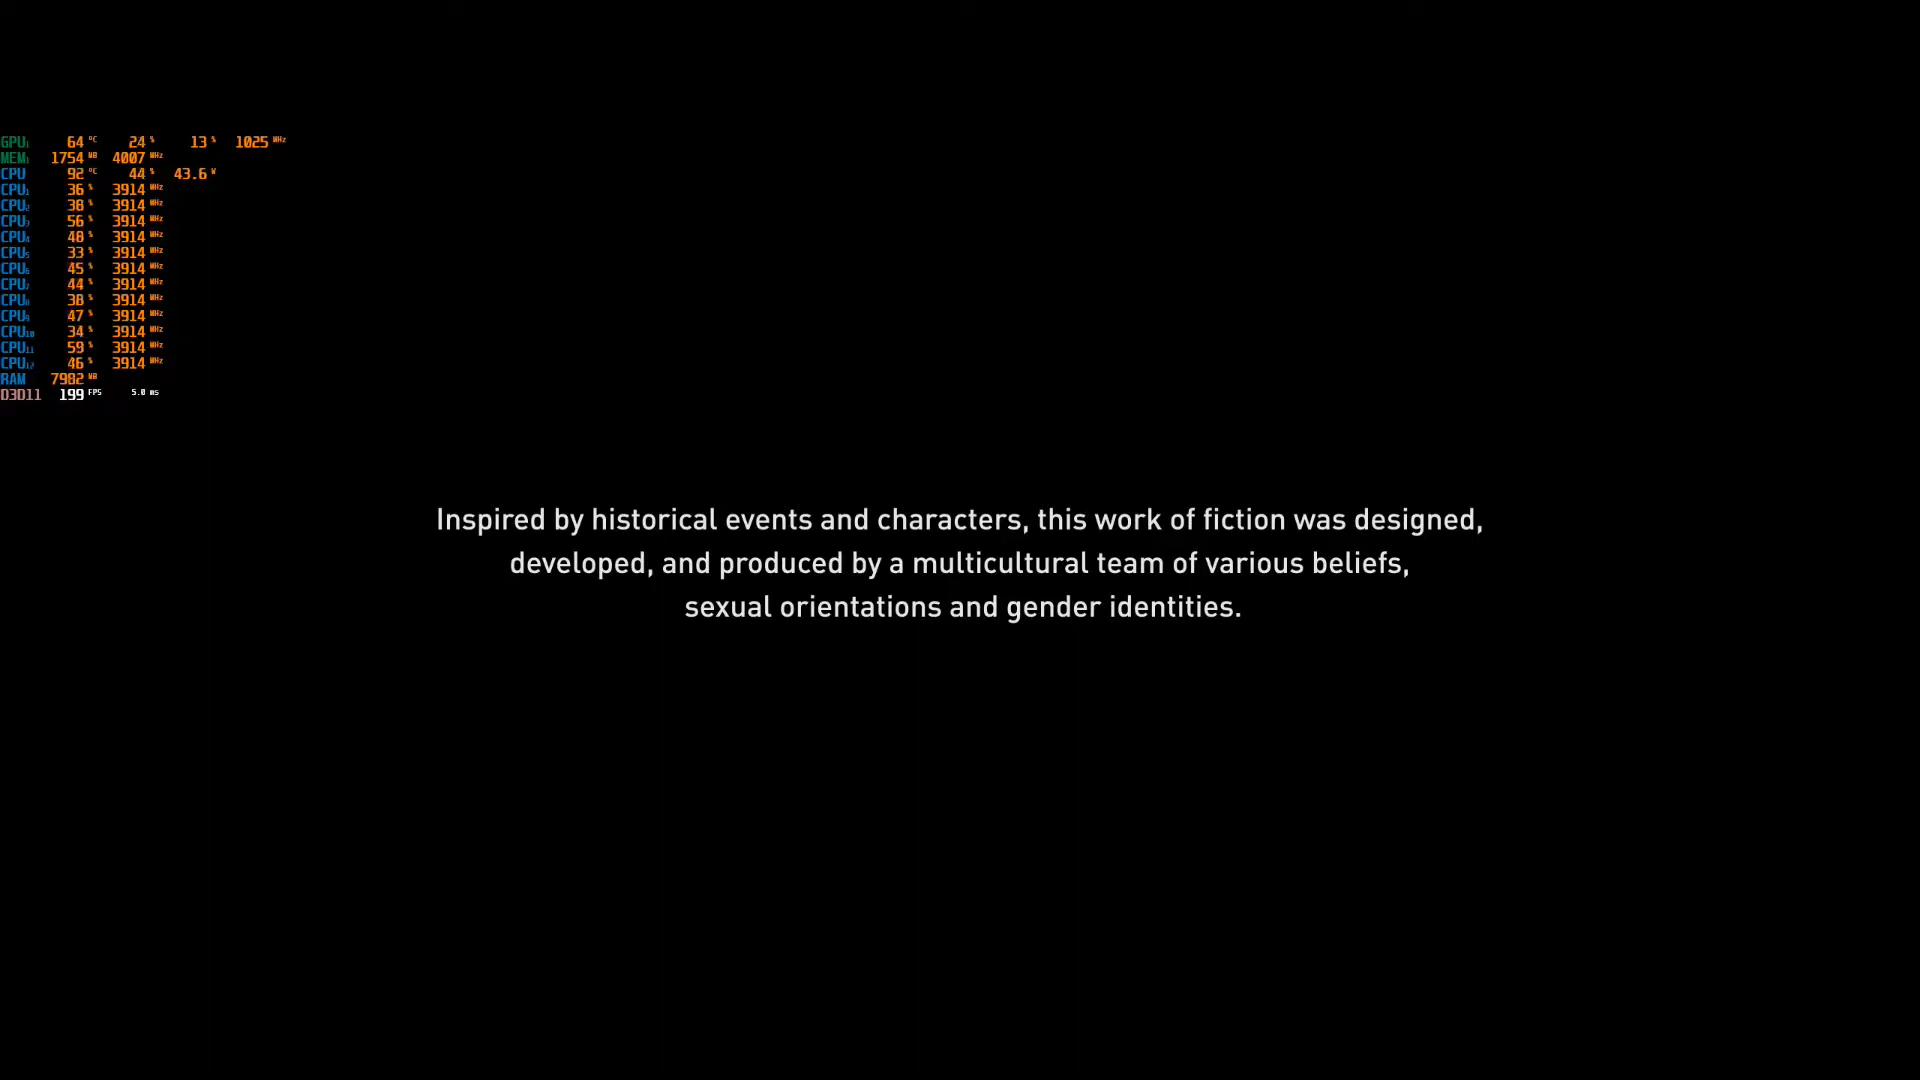 GPU1 64 °C 24 % 13 % 1025 MHz
MEM1 1754 MB 4007 MHz
CPU 92 °C 44 % 43.6 W
CPU1 36 % 3914 MHz
CPU2 38 % 3914 MHz
CPU3 56 % 3914 MHz
CPU4 40 % 3914 MHz
CPU5 33 % 3914 MHz
CPU6 45 % 3914 MHz
CPU7 44 % 3914 MHz
CPU8 38 % 3914 MHz
CPU9 47 % 3914 MHz
CPU10 34 % 3914 MHz
CPU11 59 % 3914 MHz
CPU12 46 % 3914 MHz
RAM 7982 MB
D3D11 199 FPS 5.0 ms
Inspired by historical events and characters, this work of fiction was designed,
developed, and produced by a multicultural team of various beliefs,
sexual orientations and gender identities.